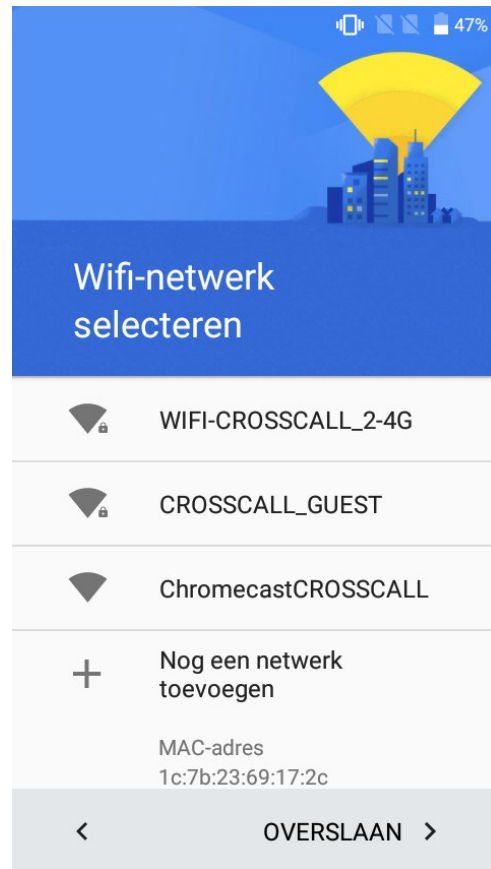 47%
Wifi-netwerk
selecteren
WIFI-CROSSCALL_2-4G
CROSSCALL_GUEST
ChromecastCROSSCALL
Nog een netwerk
toevoegen
MAC-adres
1c:7b:23:69:17:2c
OVERSLAAN